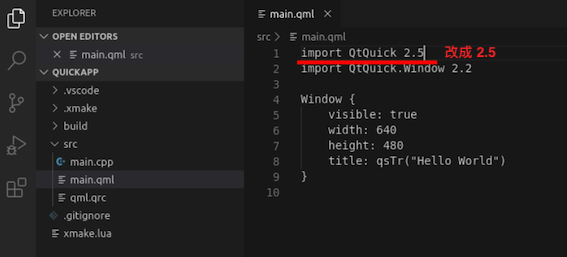 EXPLORER
OPEN EDITORS
main.qml src
QUICKAPP
.vscode
.xmake
build
src
main.cpp
main.qml
qml.qrc
.gitignore
xmake.lua
main.qml
src > main.qml
1 import QtQuick 2.5 改成 2.5
2 import QtQuick.Window 2.2
3
4 Window {
5 visible: true
6 width: 640
7 height: 480
8 title: qsTr("Hello World")
9 }
10